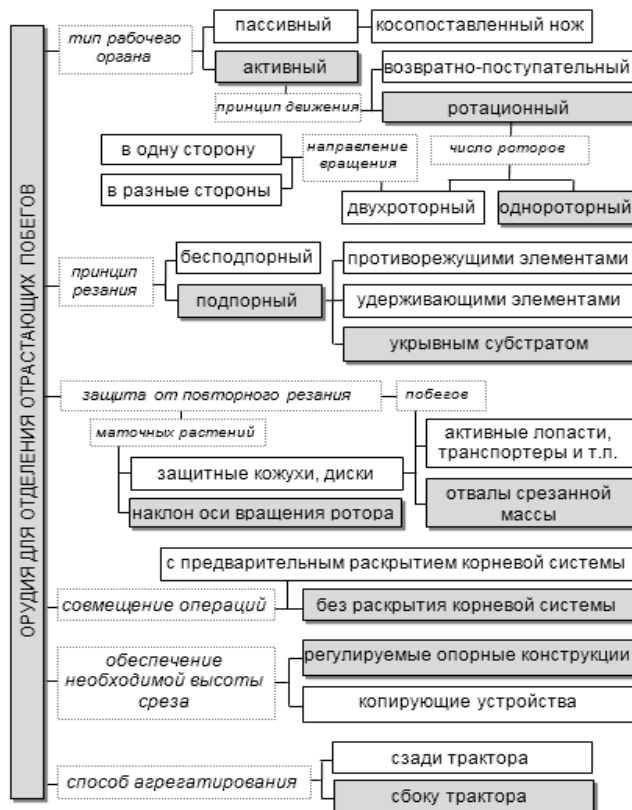 ОРУДИЯ ДЛЯ ОТДЕЛЕНИЯ ОТРАСТАЮЩИХ ПОБЕГОВ
тип рабочего
органа
пассивный
косопоставленный нож
активный
возвратно-поступательный
принцип движения
ротационный
в одну сторону
направление
вращения
число роторов
в разные стороны
двухроторный
однороторный
принцип
резания
бесподпорный
противорежущими элементами
подпорный
удерживающими элементами
укрывным субстратом
защита от повторного резания
побегов
маточных растений
активные лопасти,
транспортеры и т.п.
защитные кожухи, диски
наклон оси вращения ротора
отвалы срезанной
массы
с предварительным раскрытием корневой системы
совмещение операций
без раскрытия корневой системы
обеспечение
необходимой высоты
среза
регулируемые опорные конструкции
копирующие устройства
способ агрегатирования
сзади трактора
сбоку трактора